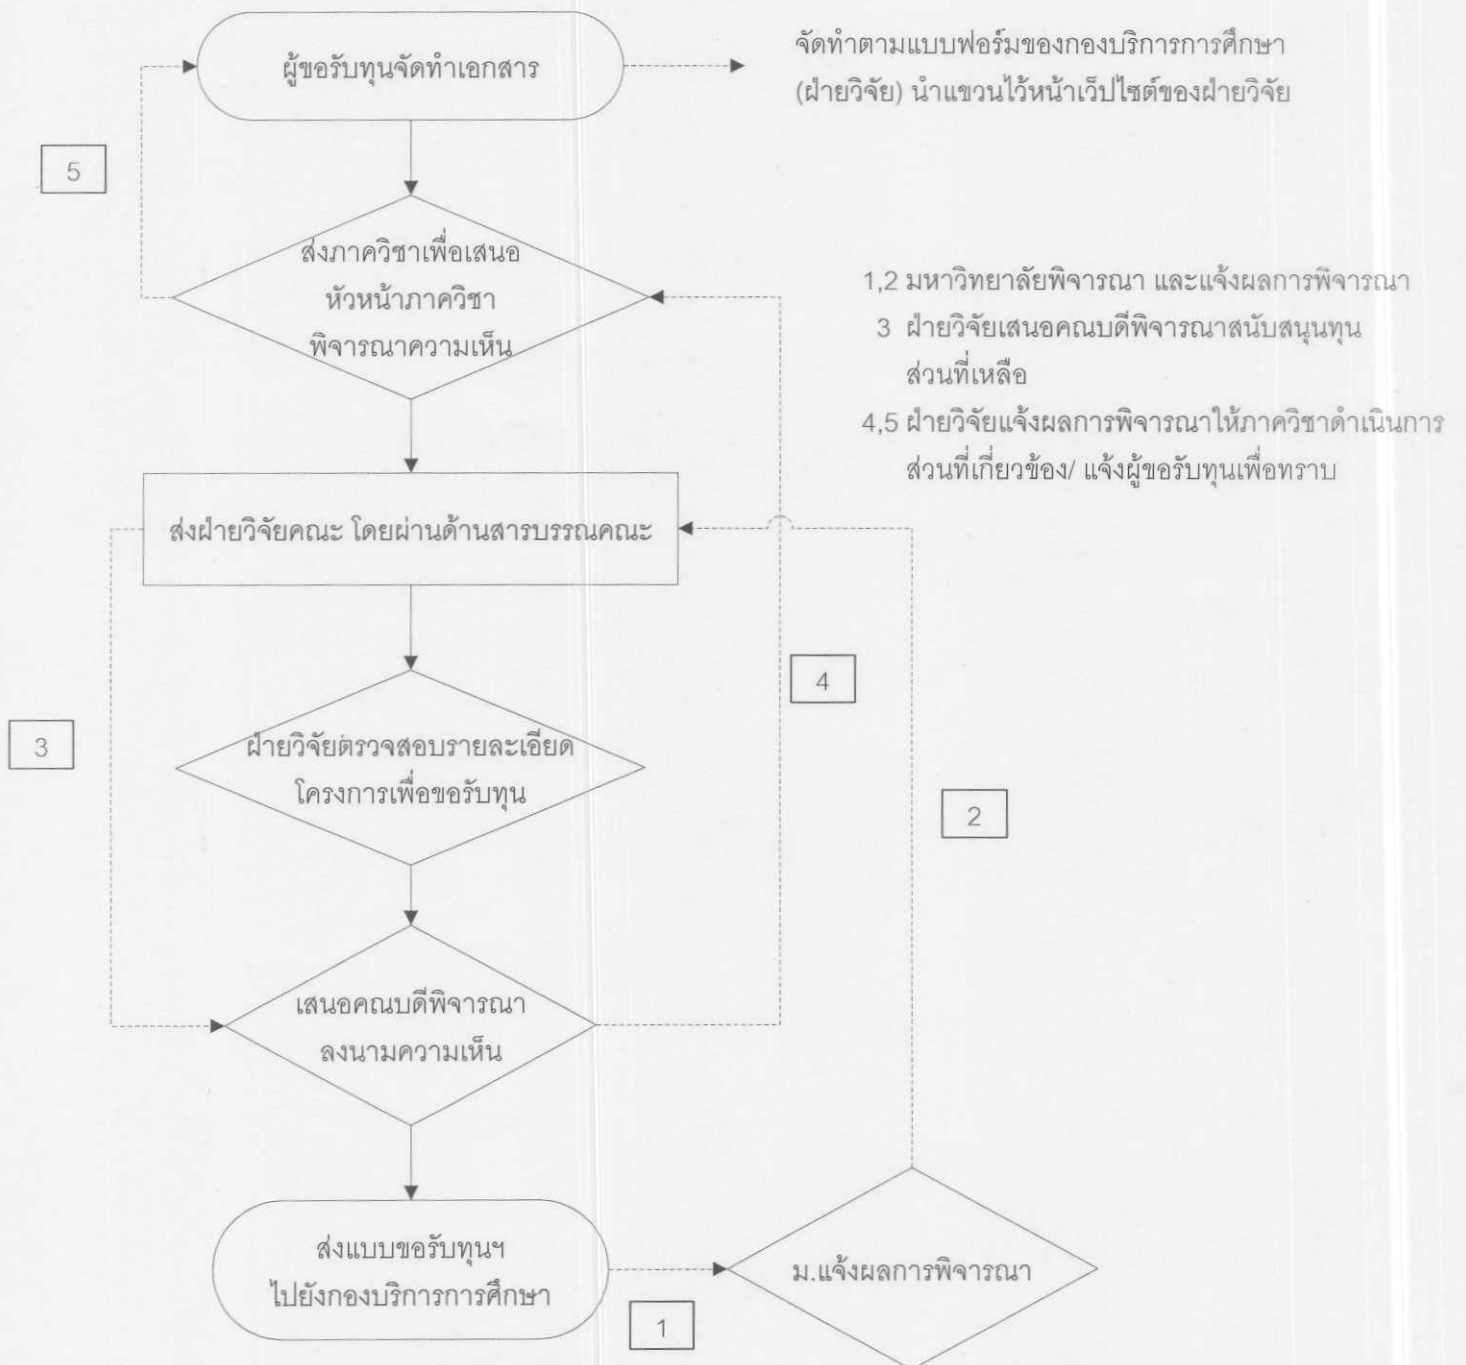 ผู้ขอรับทุนจัดทำเอกสาร
จัดทำตามแบบฟอร์มของกองบริการการศึกษา
(ฝ่ายวิจัย) นำแขวนไว้หน้าเว็ปไซต์ของฝ่ายวิจัย
5
ส่งภาควิชาเพื่อเสนอ
หัวหน้าภาควิชา
พิจารณาความเห็น
1,2 มหาวิทยาลัยพิจารณา และแจ้งผลการพิจารณา
3 ฝ่ายวิจัยเสนอคณบดีพิจารณาสนับสนุนทุน
ส่วนที่เหลือ
4,5 ฝ่ายวิจัยแจ้งผลการพิจารณาให้ภาควิชาดำเนินการ
ส่วนที่เกี่ยวข้อง/ แจ้งผู้ขอรับทุนเพื่อทราบ
ส่งฝ่ายวิจัยคณะ โดยผ่านด้านสารบรรณคณะ
4
3
ฝ่ายวิจัยตรวจสอบรายละเอียด
โครงการเพื่อขอรับทุน
2
เสนอคณบดีพิจารณา
ลงนามความเห็น
ส่งแบบขอรับทุนฯ
ไปยังกองบริการการศึกษา
1
ม.แจ้งผลการพิจารณา